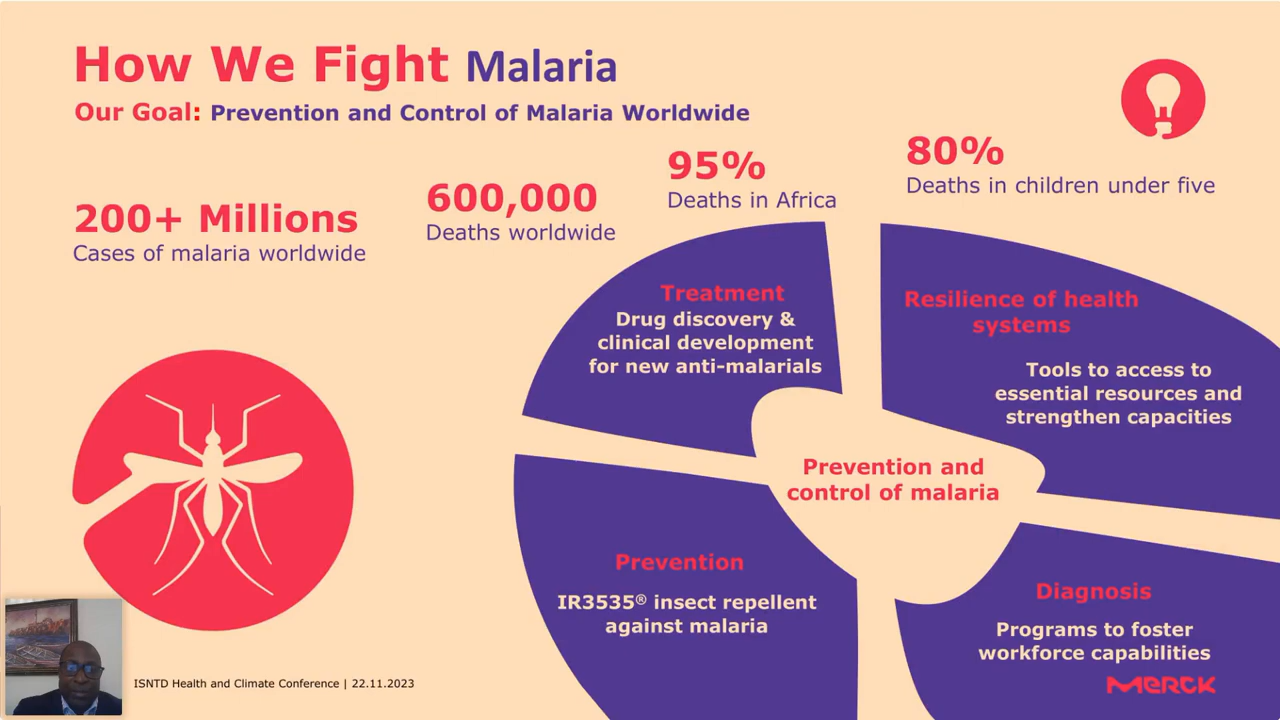 How We Fight Malaria
Our Goal: Prevention and Control of Malaria Worldwide
200+ Millions
Cases of malaria worldwide
600,000
Deaths worldwide
95%
Deaths in Africa
80%
Deaths in children under five
Treatment
Drug discovery &
clinical development
for new anti-malarials
Resilience of health
systems
Tools to access to
essential resources and
strengthen capacities
Prevention and
control of malaria
Prevention
IR3535® insect repellent
against malaria
Diagnosis
Programs to foster
workforce capabilities
MERCK
ISNTD Health and Climate Conference | 22.11.2023